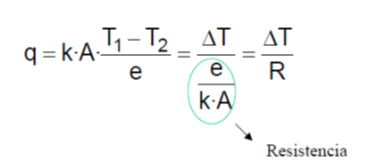 q = k·A· T₁ − T₂ / e = ΔT / (e / k·A) = ΔT / R
Resistencia